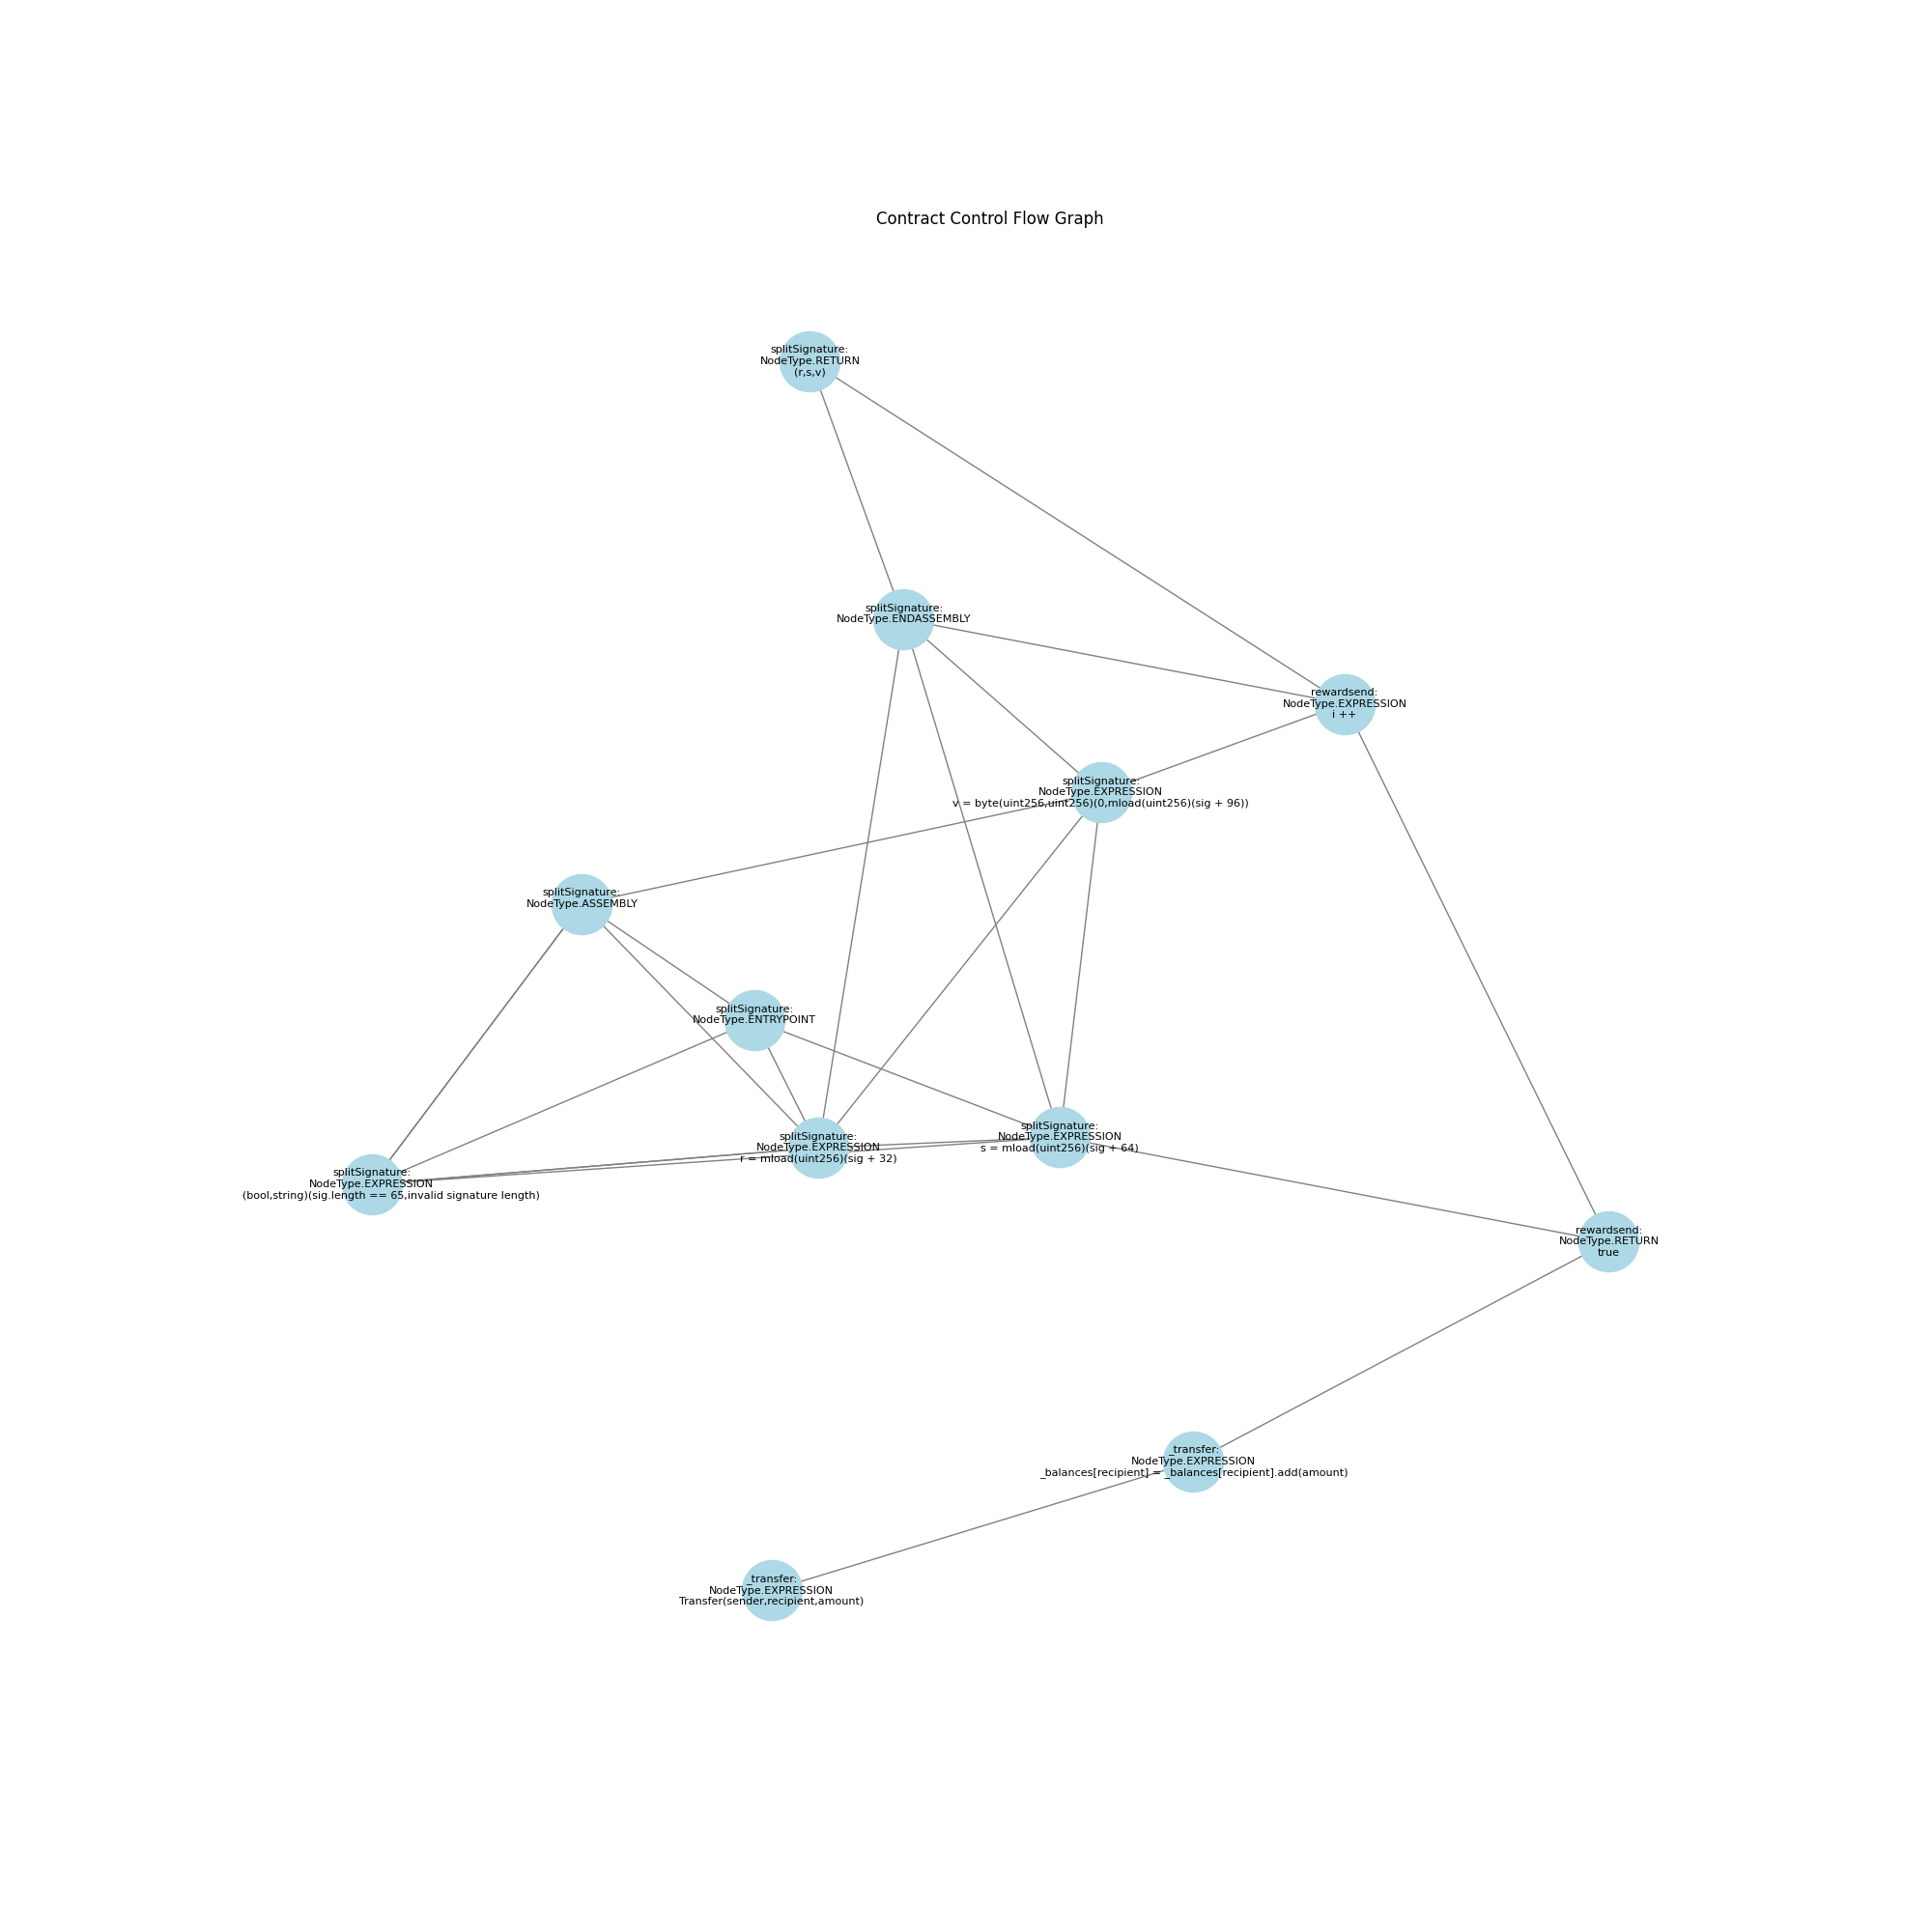 Contract Control Flow Graph
splitSignature:
NodeType.RETURN
(r,s,v)
splitSignature:
NodeType.ENDASSEMBLY
rewardsend:
NodeType.EXPRESSION
i ++
splitSignature:
NodeType.EXPRESSION
v = byte(uint256,uint256)(0,mload(uint256)(sig + 96))
splitSignature:
NodeType.ASSEMBLY
splitSignature:
NodeType.ENTRYPOINT
splitSignature:
NodeType.EXPRESSION
r = mload(uint256)(sig + 32)
splitSignature:
NodeType.EXPRESSION
s = mload(uint256)(sig + 64)
splitSignature:
NodeType.EXPRESSION
(bool,string)(sig.length == 65,invalid signature length)
rewardsend:
NodeType.RETURN
true
_transfer:
NodeType.EXPRESSION
_balances[recipient] = _balances[recipient].add(amount)
_transfer:
NodeType.EXPRESSION
Transfer(sender,recipient,amount)